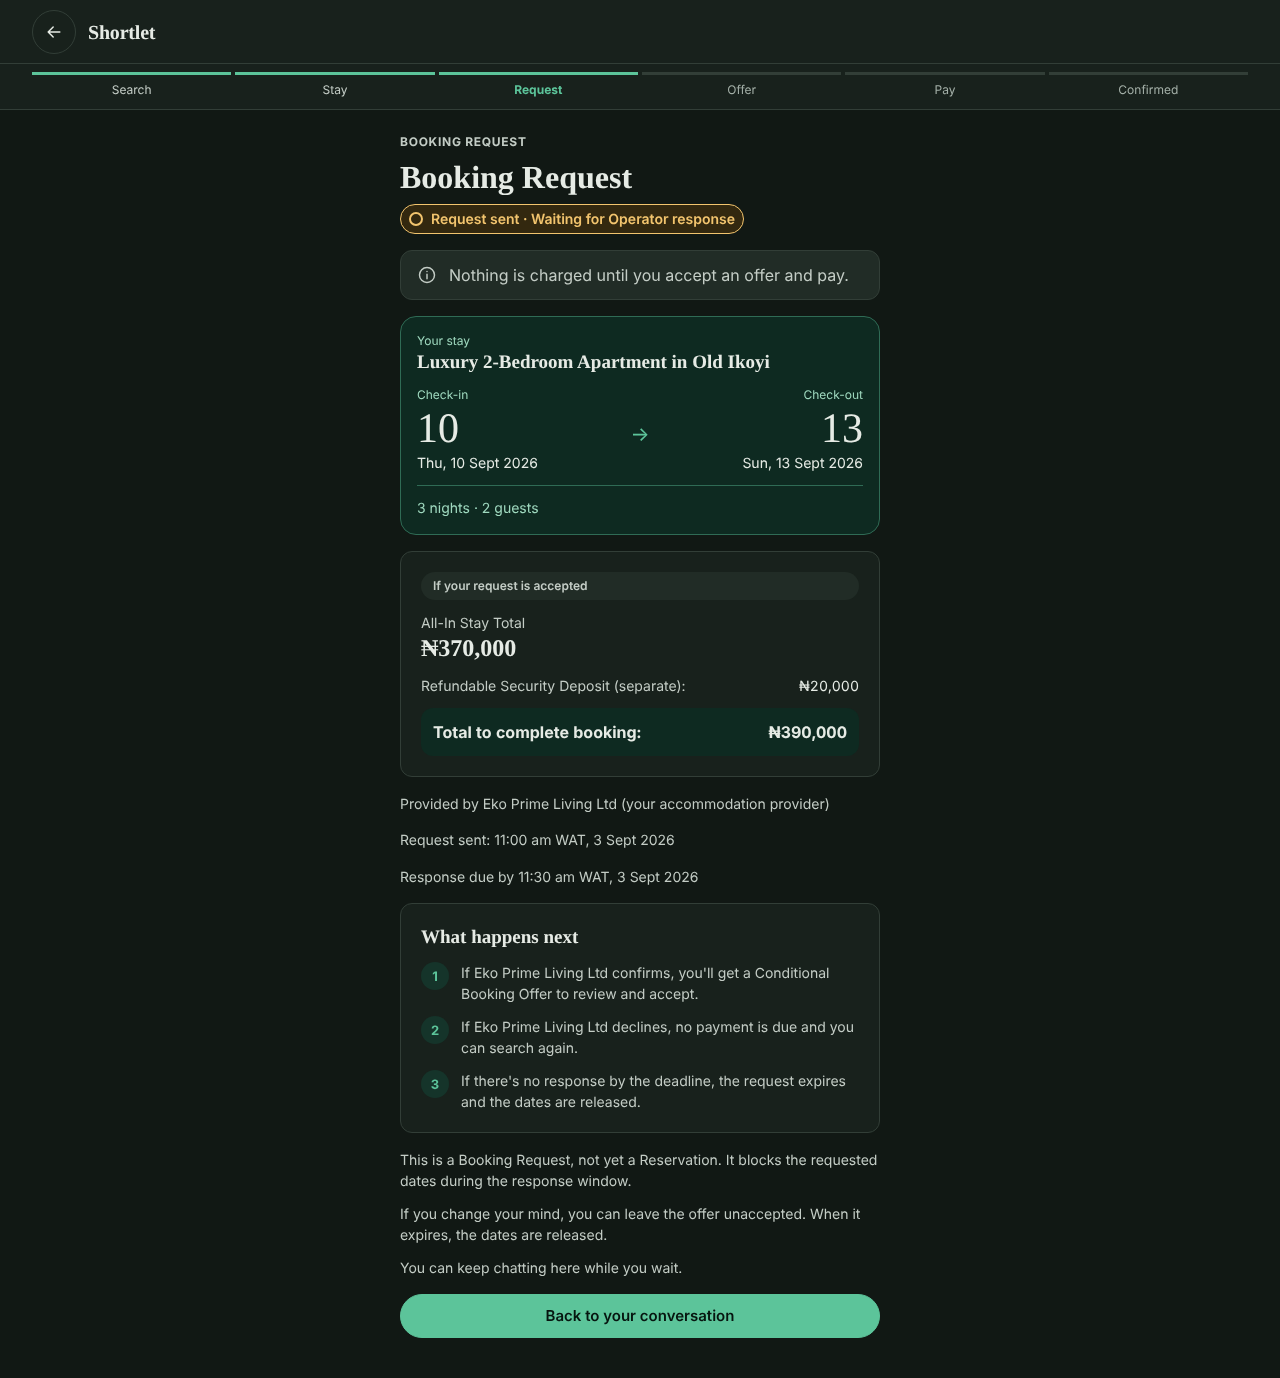 Shortlet
Search
Stay
Request
Offer
Pay
Confirmed
BOOKING REQUEST
Booking Request
Request sent · Waiting for Operator response
Nothing is charged until you accept an offer and pay.
Your stay
Luxury 2-Bedroom Apartment in Old Ikoyi
Check-in
Check-out
10
→
13
Thu, 10 Sept 2026
Sun, 13 Sept 2026
3 nights · 2 guests
If your request is accepted
All-In Stay Total
₦370,000
Refundable Security Deposit (separate): ₦20,000
Total to complete booking: ₦390,000
Provided by Eko Prime Living Ltd (your accommodation provider)
Request sent: 11:00 am WAT, 3 Sept 2026
Response due by 11:30 am WAT, 3 Sept 2026
What happens next
1 If Eko Prime Living Ltd confirms, you'll get a Conditional
Booking Offer to review and accept.
2 If Eko Prime Living Ltd declines, no payment is due and you
can search again.
3 If there's no response by the deadline, the request expires
and the dates are released.
This is a Booking Request, not yet a Reservation. It blocks the requested
dates during the response window.
If you change your mind, you can leave the offer unaccepted. When it
expires, the dates are released.
You can keep chatting here while you wait.
Back to your conversation